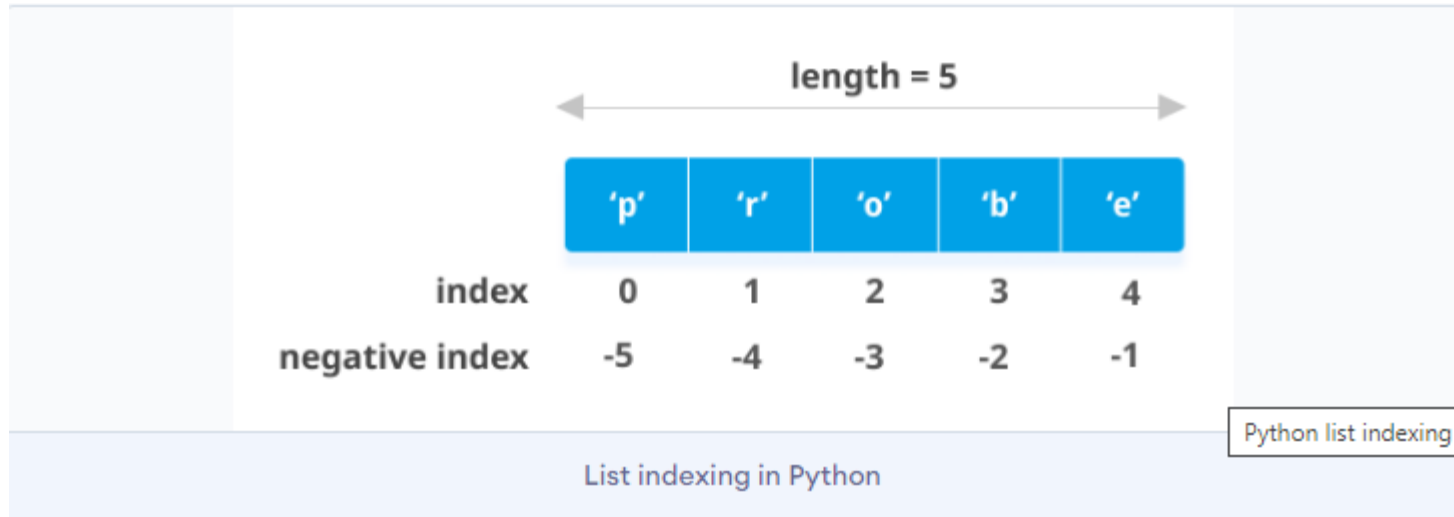 length = 5
‘p’ ‘r’ ‘o’ ‘b’ ‘e’
index 0 1 2 3 4
negative index -5 -4 -3 -2 -1
Python list indexing
List indexing in Python